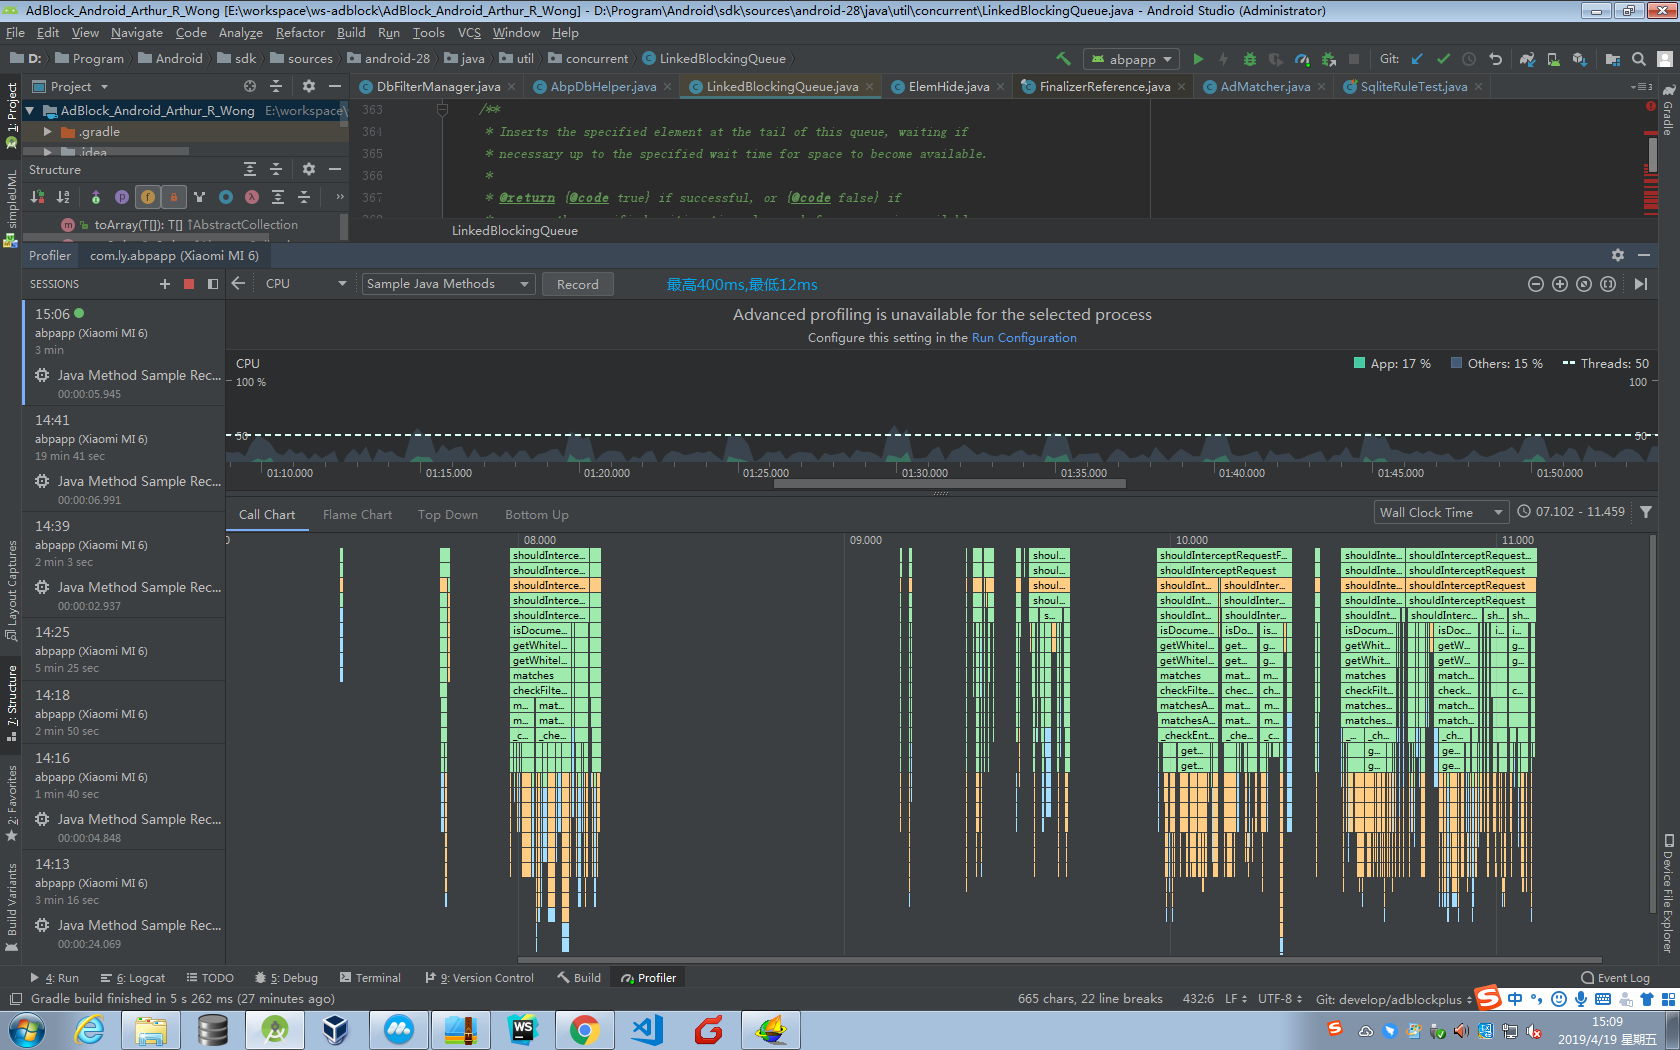 AdBlock_Android_Arthur_R_Wong [E:\workspace\ws-adblock\AdBlock_Android_Arthur_R_Wong] - D:\Program\Android\sdk\sources\android-28\java\util\concurrent\LinkedBlockingQueue.java - Android Studio (Administrator)
File Edit View Navigate Code Analyze Refactor Build Run Tools VCS Window Help
D: Program Android sdk sources android-28 java util concurrent LinkedBlockingQueue abpapp Git:
Project DbFilterManager.java AbpDbHelper.java LinkedBlockingQueue.java ElemHide.java FinalizerReference.java AdMatcher.java SqliteRuleTest.java
1: Project
simpleUML
Layout Captures
7: Structure
2: Favorites
Build Variants
Gradle
Device File Explorer
AdBlock_Android_Arthur_R_Wong E:\workspace\
.gradle
.idea
Structure
toArray(T[]): T[] ↑AbstractCollection
363 /**
364 * Inserts the specified element at the tail of this queue, waiting if
365 * necessary up to the specified wait time for space to become available.
366 *
367 * @return {@code true} if successful, or {@code false} if
LinkedBlockingQueue
Profiler com.ly.abpapp (Xiaomi MI 6)
SESSIONS CPU Sample Java Methods Record 最高400ms,最低12ms
Advanced profiling is unavailable for the selected process
Configure this setting in the Run Configuration
15:06
abpapp (Xiaomi MI 6)
3 min
Java Method Sample Rec...
00:00:05.945
14:41
abpapp (Xiaomi MI 6)
19 min 41 sec
Java Method Sample Rec...
00:00:06.991
14:39
abpapp (Xiaomi MI 6)
2 min 3 sec
Java Method Sample Rec...
00:00:02.937
14:25
abpapp (Xiaomi MI 6)
5 min 25 sec
14:18
abpapp (Xiaomi MI 6)
2 min 50 sec
14:16
abpapp (Xiaomi MI 6)
1 min 40 sec
Java Method Sample Rec...
00:00:04.848
14:13
abpapp (Xiaomi MI 6)
3 min 16 sec
Java Method Sample Rec...
00:00:24.069
CPU App: 17 % Others: 15 % Threads: 50
100 % 100
50 50
01:10.000 01:15.000 01:20.000 01:25.000 01:30.000 01:35.000 01:40.000 01:45.000 01:50.000
Call Chart Flame Chart Top Down Bottom Up Wall Clock Time 07.102 - 11.459
08.000 09.000 10.000 11.000
shouldInterce... shoul... shouldInterceptRequestF... shouldInte... shouldInterceptRequest...
shouldInterce... shoul... shouldInterceptRequest shouldInte... shouldInterceptRequest
shouldInterce... shoul... shouldInt... shouldInter... shouldInte... shouldInterceptRequest
shouldInterce... shoul... shouldInt... shouldInter... shouldInte... shouldInterceptRequest
shouldInterce... s... shouldInt... shouldInter... shouldInte... shouldInterc... sh... sh...
isDocume... isDocume... isDo... is... isDocum... isDoc... i... i...
getWhitel... getWhitel... get... g... getWhit... getW... g...
getWhitel... getWhitel... get... g... getWhit... getW... g...
matches matches mat... m... matches match...
checkFilte... checkFilte... chec... ch... checkFilt... check... c...
m... mat... matchesA... mat... m... matches... match...
m... mat... matchesA... mat... m... matches... match...
_c... _che... _checkEnt... _che... _c... _... _ch... _ch...
get... g... ge...
get... g... ge...
4: Run 6: Logcat TODO 5: Debug Terminal 9: Version Control Build Profiler Event Log
Gradle build finished in 5 s 262 ms (27 minutes ago) 665 chars, 22 line breaks 432:6 LF UTF-8 Git: develop/adblockplus 中
15:09
2019/4/19 星期五